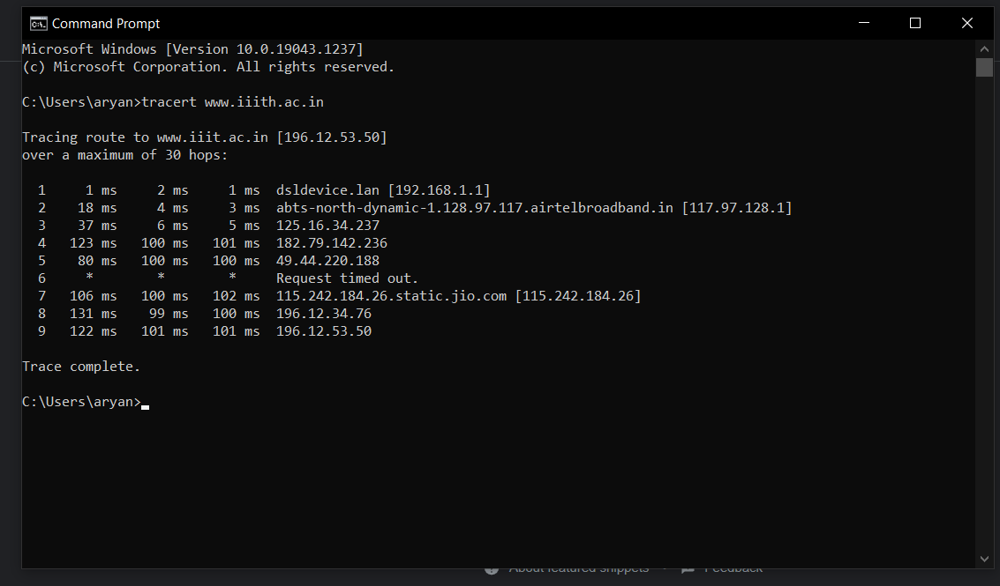 Command Prompt
Microsoft Windows [Version 10.0.19043.1237]
(c) Microsoft Corporation. All rights reserved.
C:\Users\aryan>tracert www.iiith.ac.in
Tracing route to www.iiit.ac.in [196.12.53.50]
over a maximum of 30 hops:
1 1 ms 2 ms 1 ms dsldevice.lan [192.168.1.1]
2 18 ms 4 ms 3 ms abts-north-dynamic-1.128.97.117.airtelbroadband.in [117.97.128.1]
3 37 ms 6 ms 5 ms 125.16.34.237
4 123 ms 100 ms 101 ms 182.79.142.236
5 80 ms 100 ms 100 ms 49.44.220.188
6 * * * Request timed out.
7 106 ms 100 ms 102 ms 115.242.184.26.static.jio.com [115.242.184.26]
8 131 ms 99 ms 100 ms 196.12.34.76
9 122 ms 101 ms 101 ms 196.12.53.50
Trace complete.
C:\Users\aryan>
About featured snippets Feedback